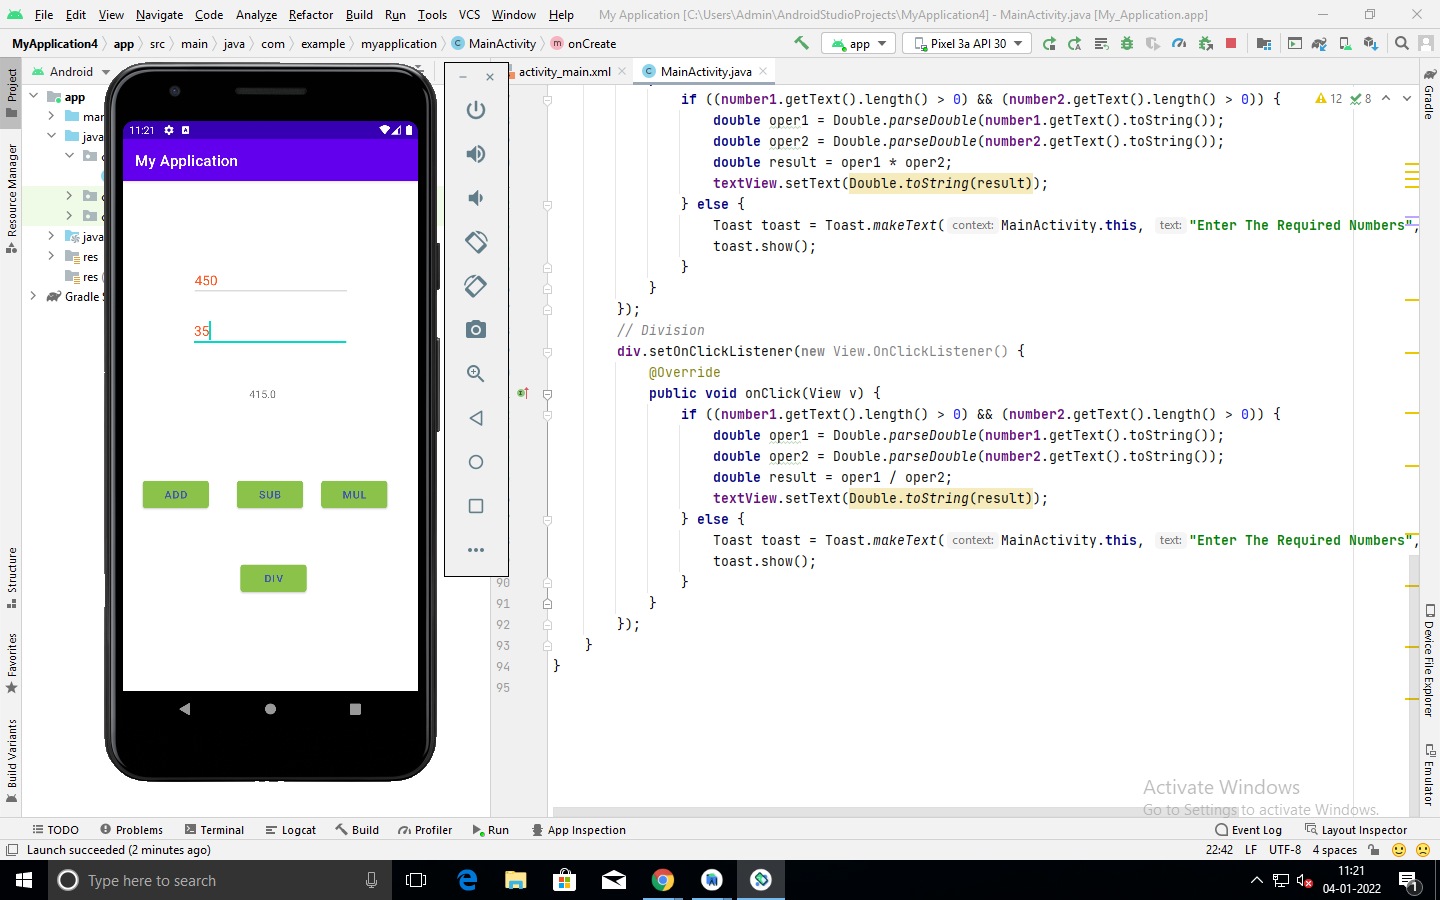 File Edit View Navigate Code Analyze Refactor Build Run Tools VCS Window Help My Application [C:\Users\Admin\AndroidStudioProjects\MyApplication4] - MainActivity.java [My_Application.app]
MyApplication4 app src main java com example myapplication MainActivity onCreate app Pixel 3a API 30
Android activity_main.xml MainActivity.java
Project
Resource Manager
Structure
Favorites
Build Variants
app
java
res
res
Gradle
11:21
My Application
450
35
415.0
ADD SUB MUL
DIV
if ((number1.getText().length() > 0) && (number2.getText().length() > 0)) { 12 8
double oper1 = Double.parseDouble(number1.getText().toString());
double oper2 = Double.parseDouble(number2.getText().toString());
double result = oper1 * oper2;
textView.setText(Double.toString(result));
} else {
Toast toast = Toast.makeText( context: MainActivity.this, text: "Enter The Required Numbers",
toast.show();
}
}
});
// Division
div.setOnClickListener(new View.OnClickListener() {
@Override
public void onClick(View v) {
if ((number1.getText().length() > 0) && (number2.getText().length() > 0)) {
double oper1 = Double.parseDouble(number1.getText().toString());
double oper2 = Double.parseDouble(number2.getText().toString());
double result = oper1 / oper2;
textView.setText(Double.toString(result));
} else {
Toast toast = Toast.makeText( context: MainActivity.this, text: "Enter The Required Numbers",
toast.show();
90 }
91 }
92 });
93 }
94 }
95
Gradle
Device File Explorer
Emulator
Activate Windows
Go to Settings to activate Windows.
TODO Problems Terminal Logcat Build Profiler Run App Inspection Event Log Layout Inspector
Launch succeeded (2 minutes ago) 22:42 LF UTF-8 4 spaces
Type here to search
11:21
04-01-2022
1